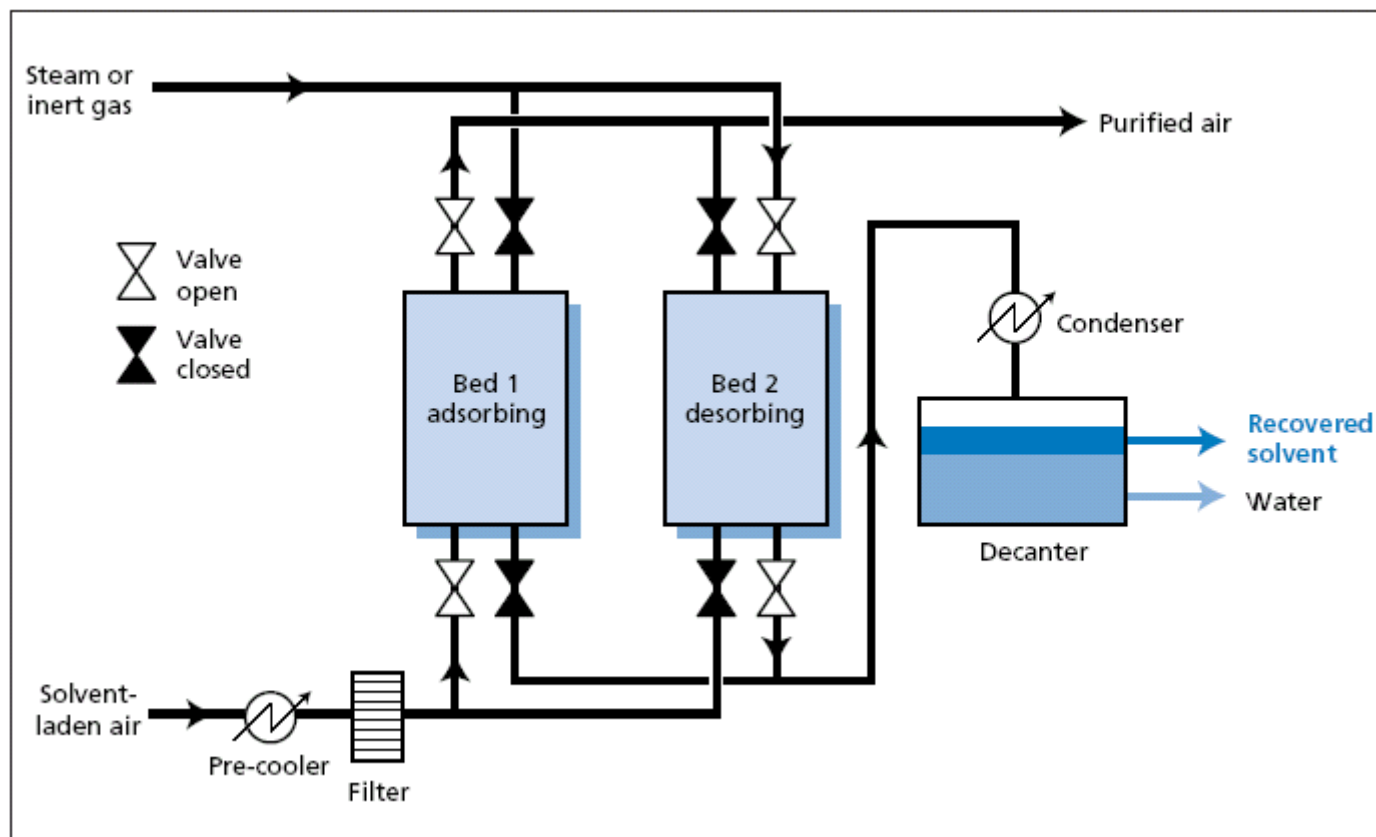 Steam or
inert gas
Purified air
Valve
open
Valve
closed
Bed 1
adsorbing
Bed 2
desorbing
Condenser
Recovered
solvent
Water
Decanter
Solvent-
laden air
Pre-cooler
Filter